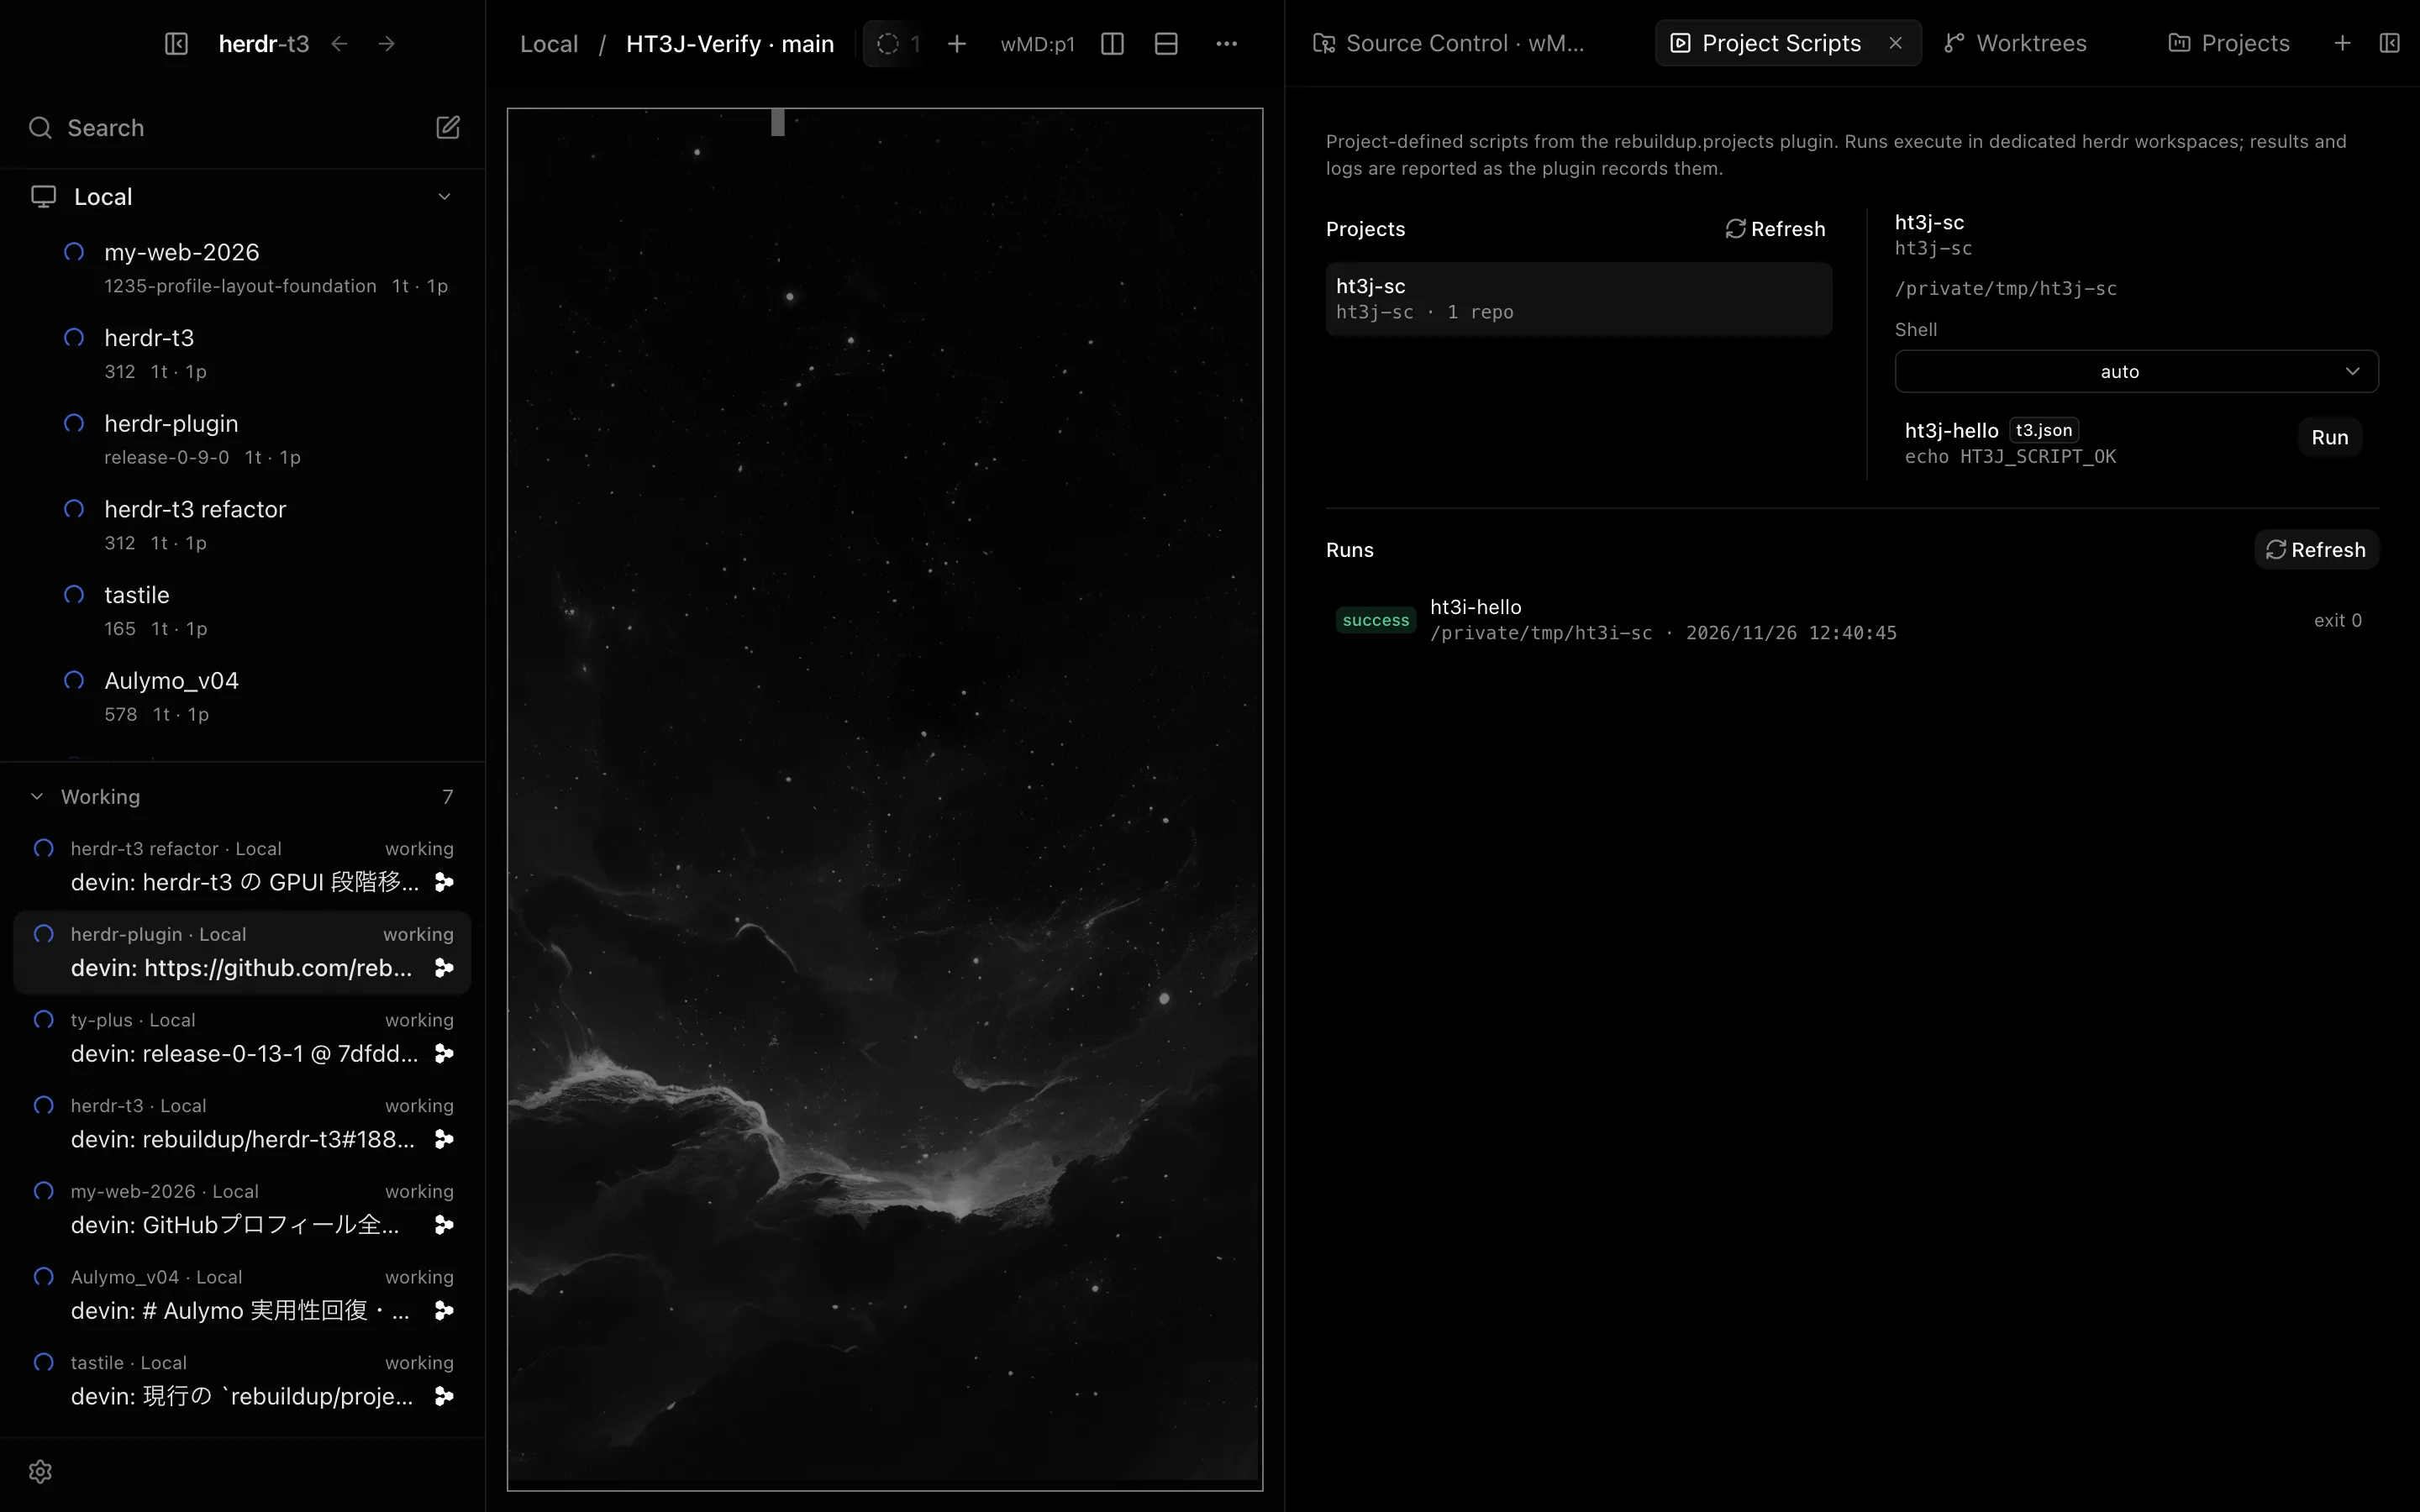 herdr-t3
Search
Local
my-web-2026
1235-profile-layout-foundation 1t · 1p
herdr-t3
312 1t · 1p
herdr-plugin
release-0-9-0 1t · 1p
herdr-t3 refactor
312 1t · 1p
tastile
165 1t · 1p
Aulymo_v04
578 1t · 1p
Working 7
herdr-t3 refactor · Local working
devin: herdr-t3 の GPUI 段階移...
herdr-plugin · Local working
devin: https://github.com/reb...
ty-plus · Local working
devin: release-0-13-1 @ 7dfdd...
herdr-t3 · Local working
devin: rebuildup/herdr-t3#188...
my-web-2026 · Local working
devin: GitHubプロフィール全...
Aulymo_v04 · Local working
devin: # Aulymo 実用性回復・...
tastile · Local working
devin: 現行の `rebuildup/proje...
Local / HT3J-Verify · main 1 wMD:p1
Source Control · wM... Project Scripts Worktrees Projects
Project-defined scripts from the rebuildup.projects plugin. Runs execute in dedicated herdr workspaces; results and
logs are reported as the plugin records them.
Projects Refresh
ht3j-sc
ht3j-sc · 1 repo
ht3j-sc
ht3j-sc
/private/tmp/ht3j-sc
Shell
auto
ht3j-hello t3.json
echo HT3J_SCRIPT_OK
Run
Runs Refresh
success
ht3i-hello
/private/tmp/ht3i-sc · 2026/11/26 12:40:45
exit 0